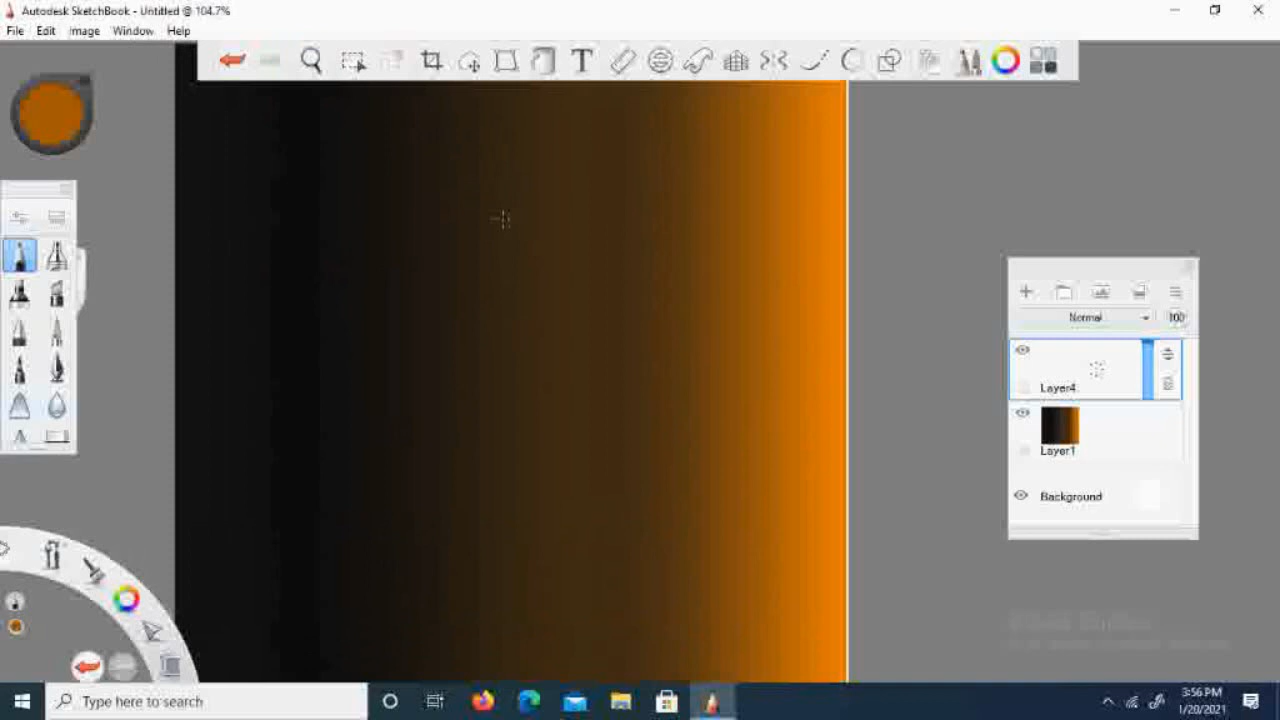 Autodesk SketchBook - Untitled @ 104.7%
File Edit Image Window Help
T
Normal 100
Layer4
Layer1
Background
Type here to search
3:56 PM
1/20/2021